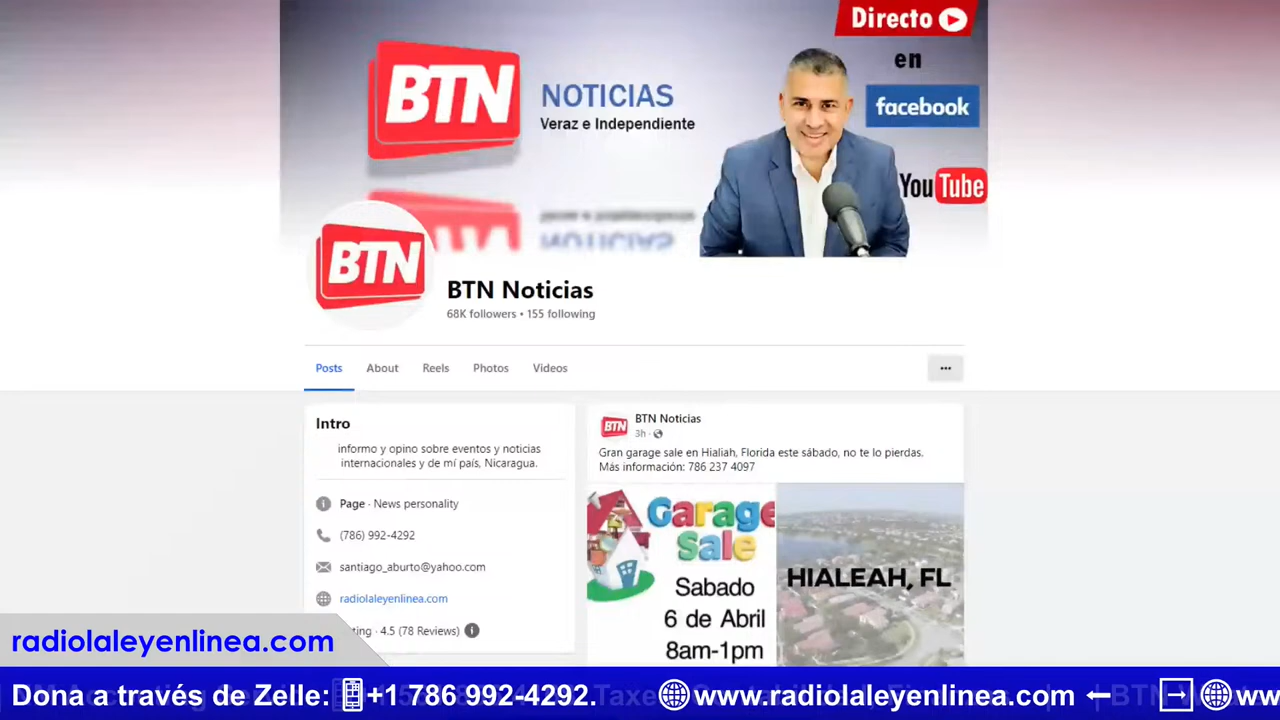 Directo
en
BTN
NOTICIAS
facebook
Veraz e Independiente
YouTube
NOTICIAS
BTN
BTN Noticias
68K followers • 155 following
Posts
About
Reels
Photos
Videos
Intro
informo y opino sobre eventos y noticias
internacionales y de mí país, Nicaragua.
Page · News personality
(786) 992-4292
santiago_aburto@yahoo.com
radiolaleyenlinea.com
4.5 (78 Reviews)
BTN
BTN Noticias
3h
Gran garage sale en Hialiah, Florida este sábado, no te lo pierdas.
Más información: 786 237 4097
Garage
Sale
Sabado
6 de Abril
8am-1pm
HIALEAH, FL
radiolaleyenlinea.com
Dona a través de Zelle: +1 786 992-4292. www.radiolaleyenlinea.com